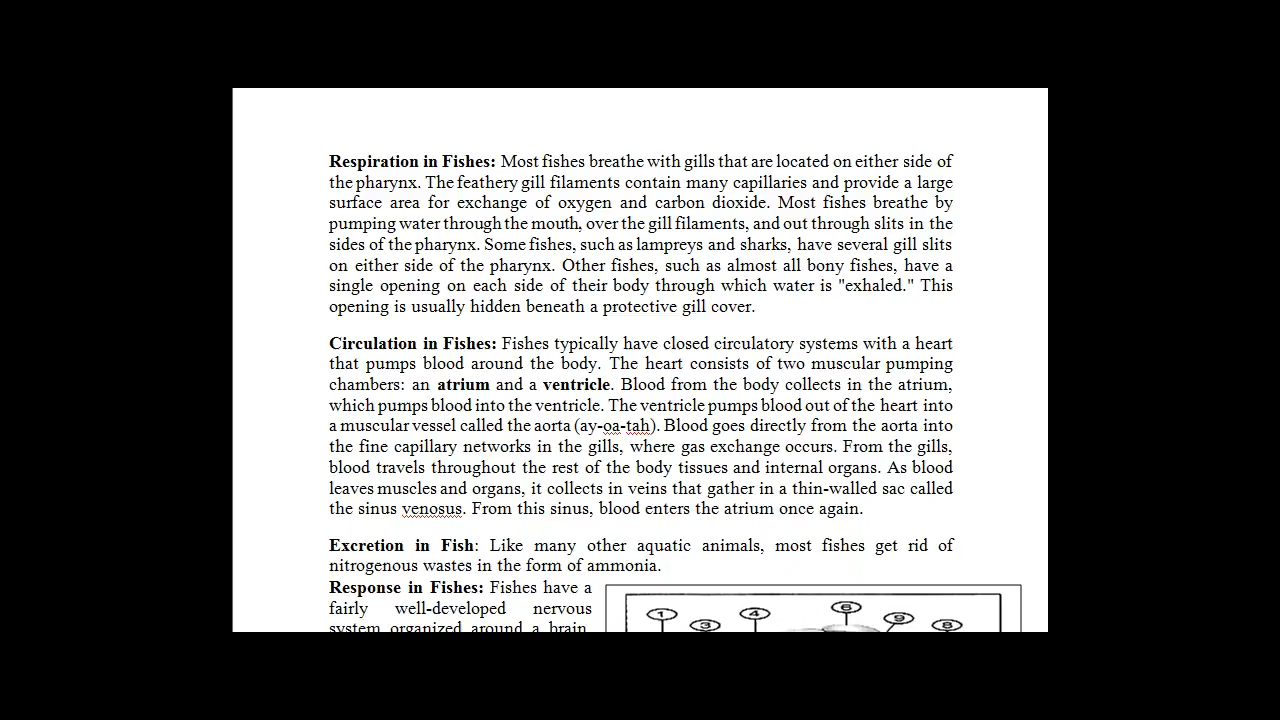 Respiration in Fishes: Most fishes breathe with gills that are located on either side of
the pharynx. The feathery gill filaments contain many capillaries and provide a large
surface area for exchange of oxygen and carbon dioxide. Most fishes breathe by
pumping water through the mouth, over the gill filaments, and out through slits in the
sides of the pharynx. Some fishes, such as lampreys and sharks, have several gill slits
on either side of the pharynx. Other fishes, such as almost all bony fishes, have a
single opening on each side of their body through which water is "exhaled." This
opening is usually hidden beneath a protective gill cover.
Circulation in Fishes: Fishes typically have closed circulatory systems with a heart
that pumps blood around the body. The heart consists of two muscular pumping
chambers: an atrium and a ventricle. Blood from the body collects in the atrium,
which pumps blood into the ventricle. The ventricle pumps blood out of the heart into
a muscular vessel called the aorta (ay-oa-tah). Blood goes directly from the aorta into
the fine capillary networks in the gills, where gas exchange occurs. From the gills,
blood travels throughout the rest of the body tissues and internal organs. As blood
leaves muscles and organs, it collects in veins that gather in a thin-walled sac called
the sinus venosus. From this sinus, blood enters the atrium once again.
Excretion in Fish: Like many other aquatic animals, most fishes get rid of
nitrogenous wastes in the form of ammonia.
Response in Fishes: Fishes have a
fairly well-developed nervous
system organized around a brain
1 3 4 6 9 8